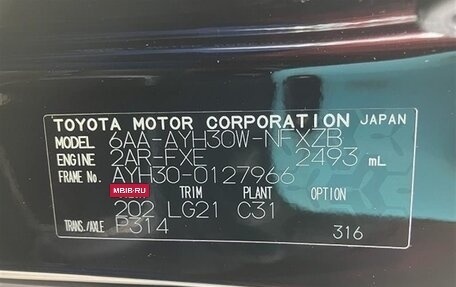 TOYOTA MOTOR CORPORATION JAPAN
MODEL 6AA-AYH30W-NFXZB
ENGINE 2AR-FXE 2493 mL
FRAME No. AYH30-0127966
MBIB-RU
TRIM PLANT OPTION
202 LG21 C31
TRANS./AXLE P314 316